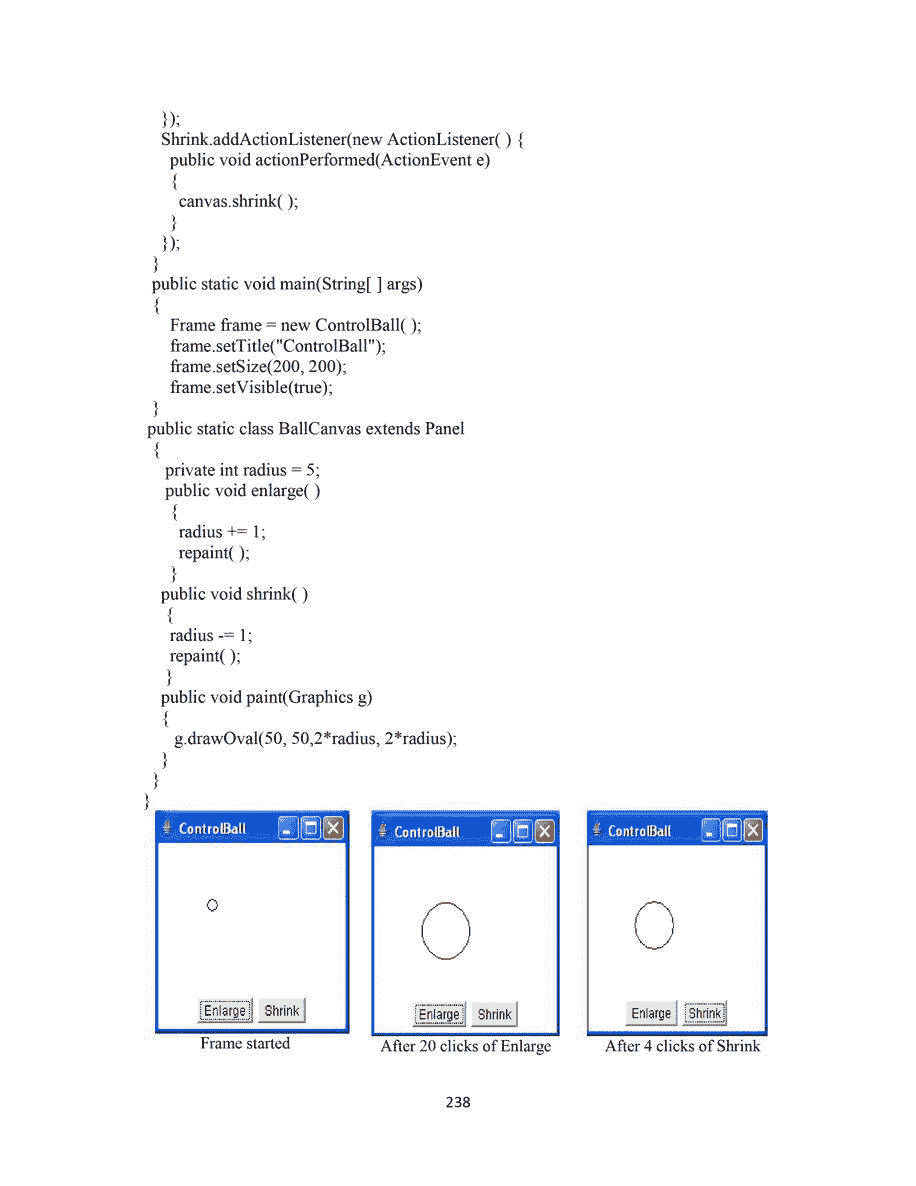 });
Shrink.addActionListener(new ActionListener( ) {
public void actionPerformed(ActionEvent e)
{
canvas.shrink( );
}
});
}
public static void main(String[ ] args)
{
Frame frame = new ControlBall( );
frame.setTitle("ControlBall");
frame.setSize(200, 200);
frame.setVisible(true);
}
public static class BallCanvas extends Panel
{
private int radius = 5;
public void enlarge( )
{
radius += 1;
repaint( );
}
public void shrink( )
{
radius -= 1;
repaint( );
}
public void paint(Graphics g)
{
g.drawOval(50, 50,2*radius, 2*radius);
}
}
}
ControlBall
Enlarge Shrink
Frame started
ControlBall
Enlarge Shrink
After 20 clicks of Enlarge
ControlBall
Enlarge Shrink
After 4 clicks of Shrink
238